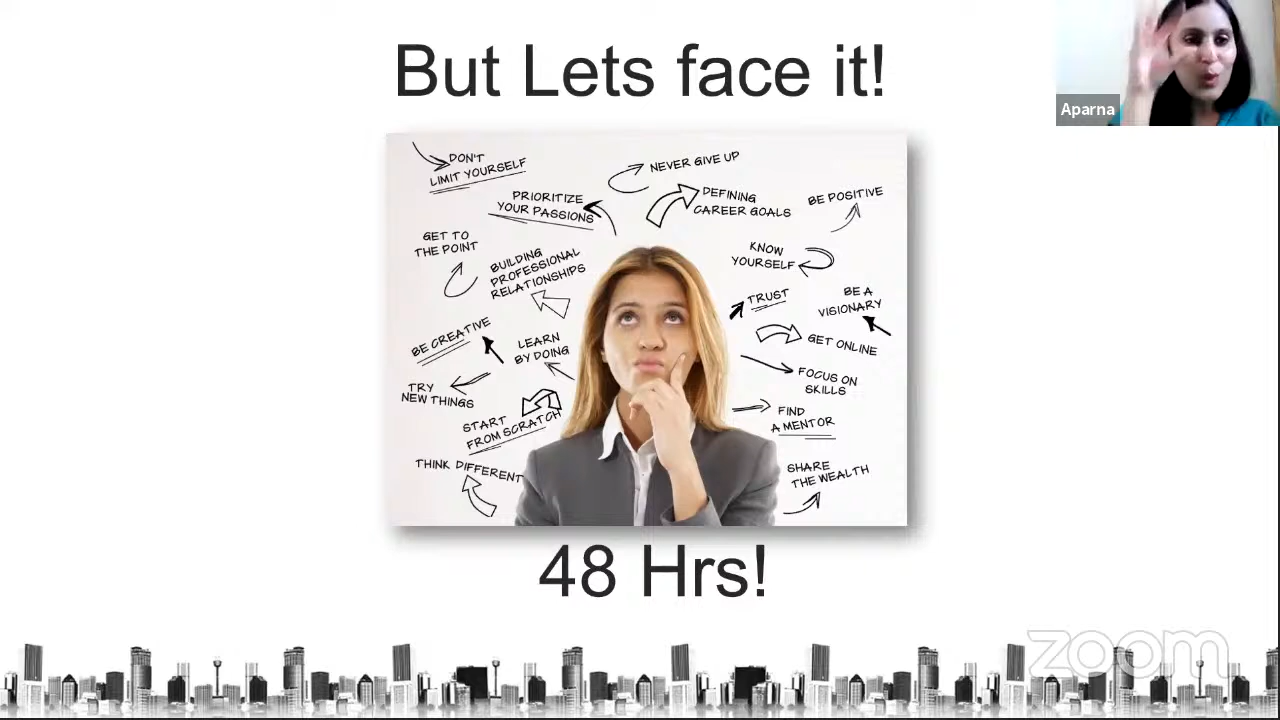 But Lets face it!
Aparna
DON'T
LIMIT YOURSELF
NEVER GIVE UP
PRIORITIZE
YOUR PASSIONS
DEFINING
CAREER GOALS
BE POSITIVE
GET TO
THE POINT
BUILDING
PROFESSIONAL
RELATIONSHIPS
KNOW
YOURSELF
TRUST
BE A
VISIONARY
BE CREATIVE
LEARN
BY DOING
GET ONLINE
TRY
NEW THINGS
FOCUS ON
SKILLS
START
FROM SCRATCH
FIND
A MENTOR
THINK DIFFERENT
SHARE
THE WEALTH
48 Hrs!
zoom